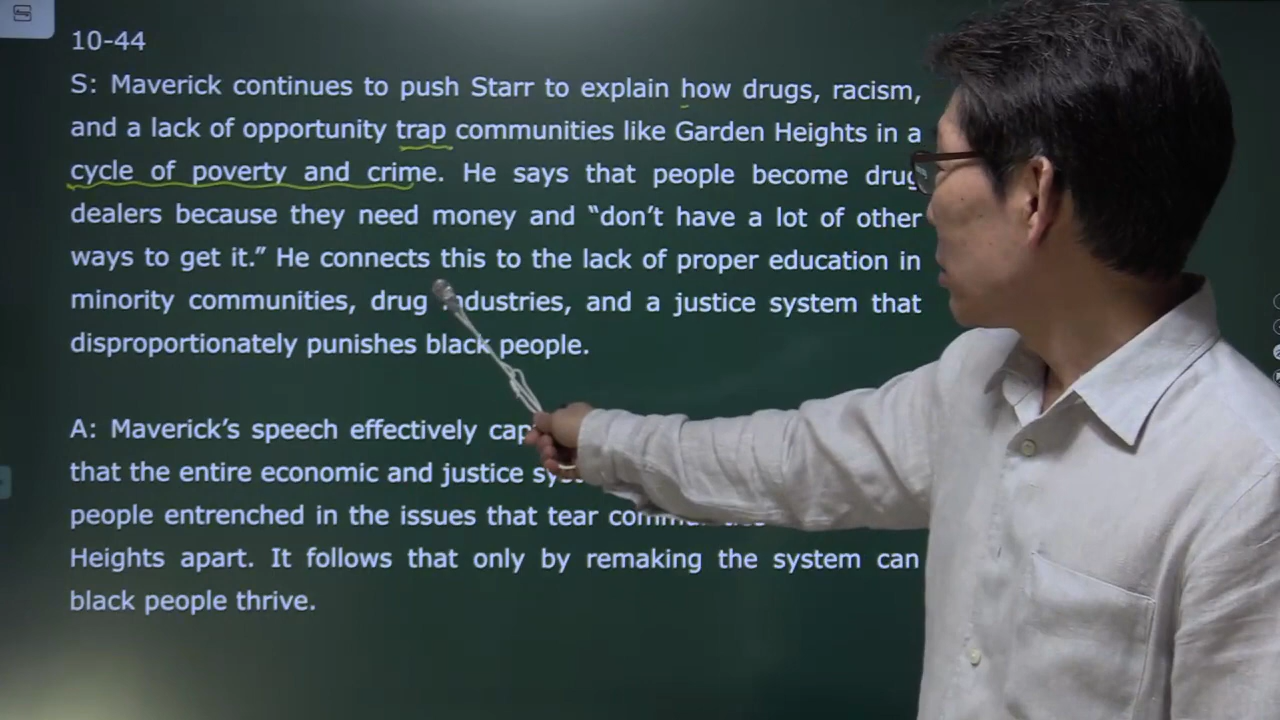 10-44
S: Maverick continues to push Starr to explain how drugs, racism,
and a lack of opportunity trap communities like Garden Heights in a
cycle of poverty and crime. He says that people become drug
dealers because they need money and “don’t have a lot of other
ways to get it.” He connects this to the lack of proper education in
minority communities, drug industries, and a justice system that
disproportionately punishes black people.
A: Maverick’s speech effectively
that the entire economic and justice
people entrenched in the issues that tear
Heights apart. It follows that only by remaking the system can
black people thrive.